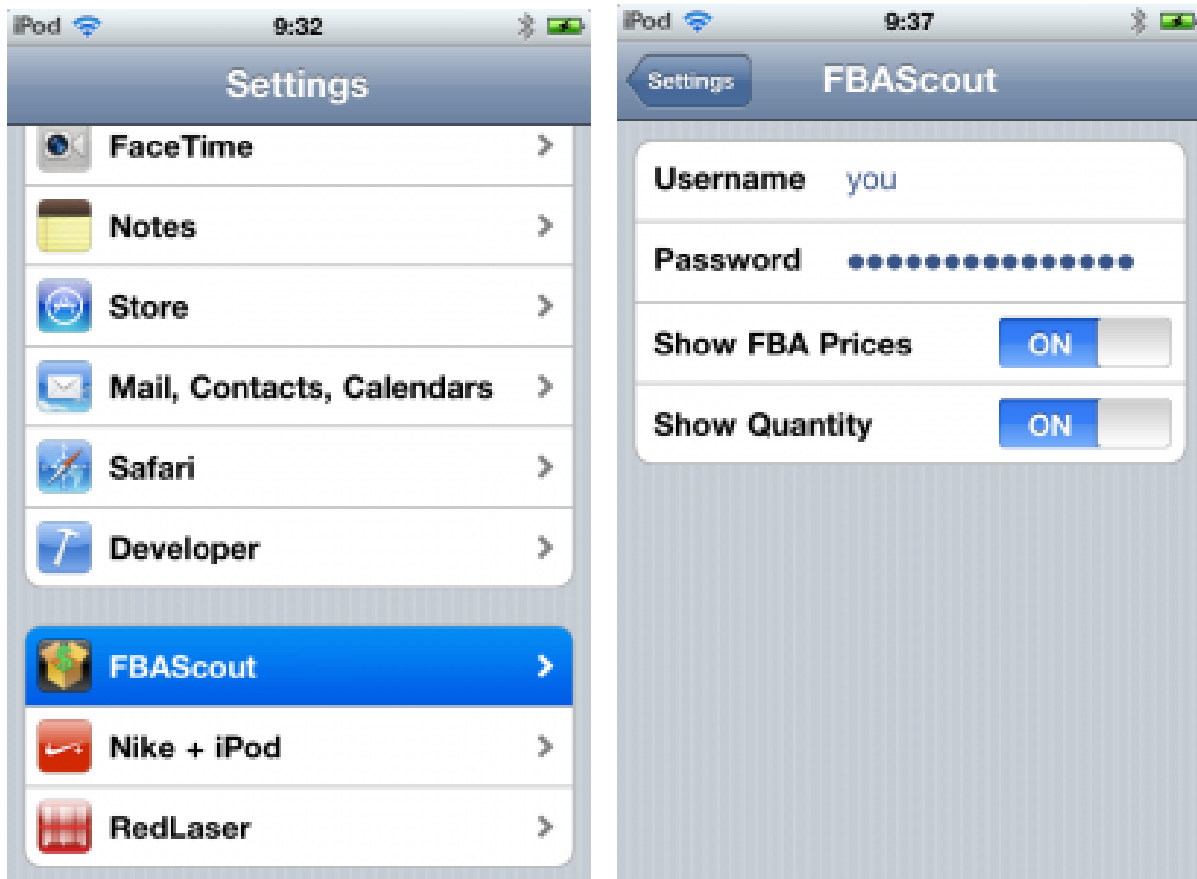 iPod 9:32
Settings
FaceTime
Notes
Store
Mail, Contacts, Calendars
Safari
Developer
FBAScout
Nike + iPod
RedLaser
iPod 9:37
Settings FBAScout
Username you
Password ●●●●●●●●●●●●●●●
Show FBA Prices ON
Show Quantity ON